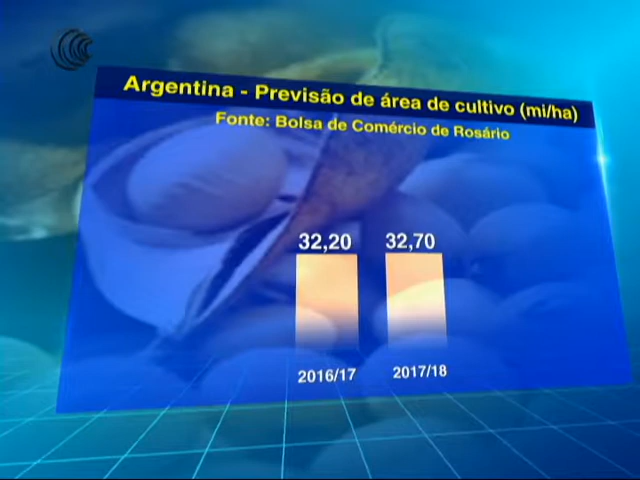 Argentina - Previsão de área de cultivo (mi/ha)
Fonte: Bolsa de Comércio de Rosário
32,20 32,70
2016/17 2017/18